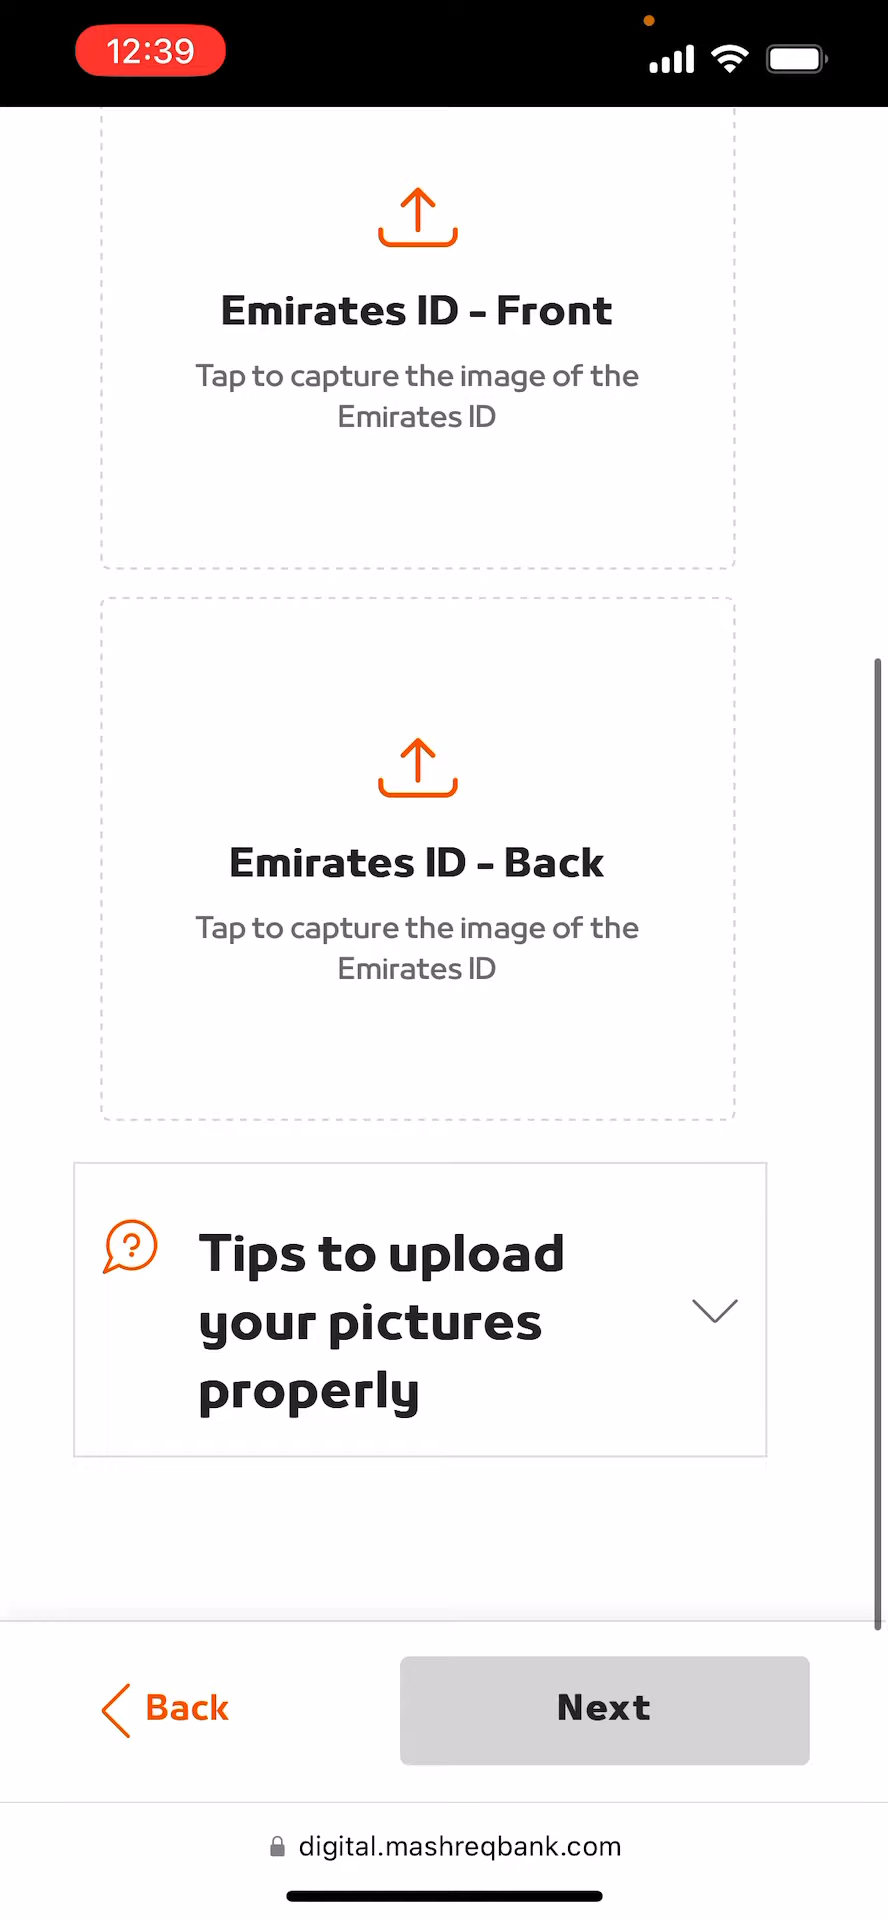 12:39
Emirates ID - Front
Tap to capture the image of the
Emirates ID
Emirates ID - Back
Tap to capture the image of the
Emirates ID
?
Tips to upload
your pictures
properly
Back
Next
digital.mashreqbank.com